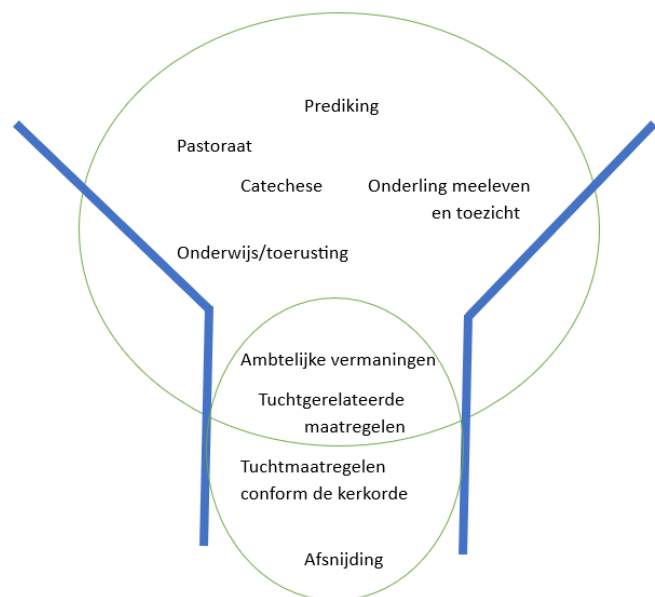 Prediking
Pastoraat
Catechese
Onderling meeleven
en toezicht
Onderwijs/toerusting
Ambtelijke vermaningen
Tuchtgerelateerde
maatregelen
Tuchtmaatregelen
conform de kerkorde
Afsnijding